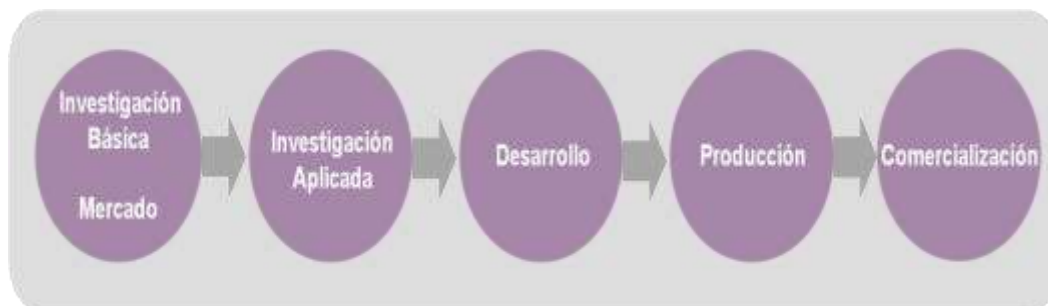 Investigación
Básica
Mercado
Investigación
Aplicada
Desarrollo
Producción
Comercialización